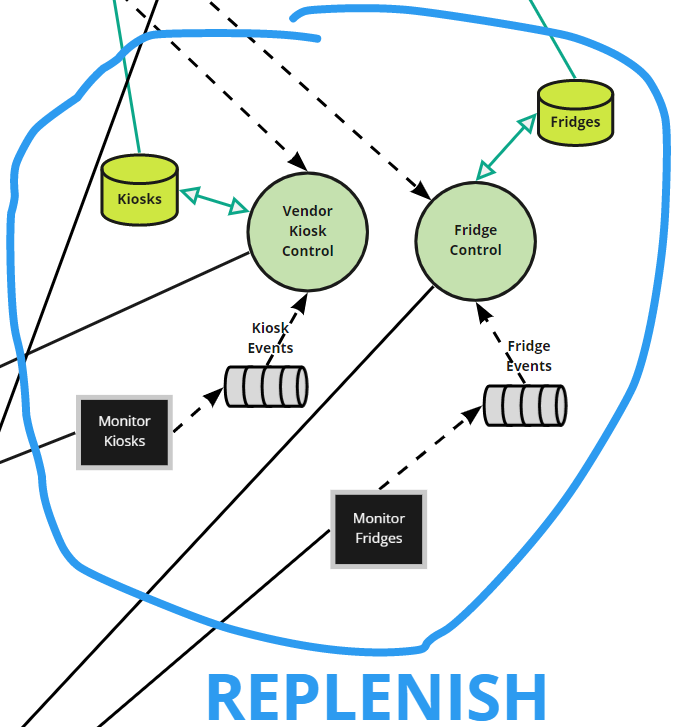 Fridges
Kiosks
Vendor
Kiosk
Control
Fridge
Control
Kiosk
Events
Fridge
Events
Monitor
Kiosks
Monitor
Fridges
REPLENISH